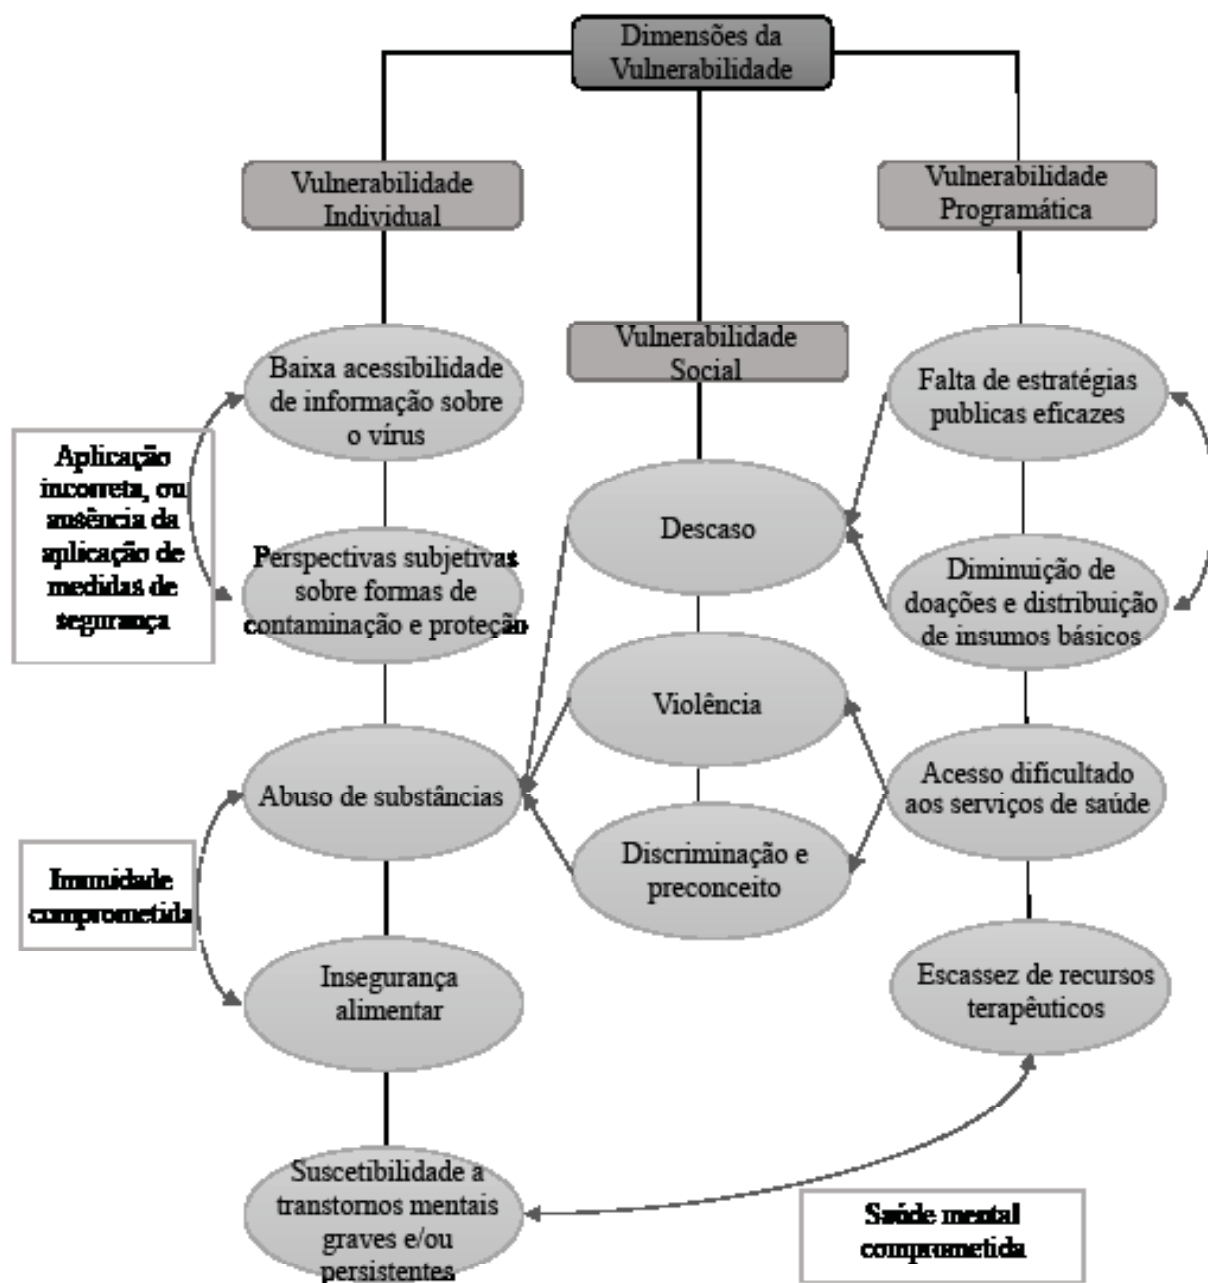 Dimensões da
Vulnerabilidade
Vulnerabilidade
Individual
Vulnerabilidade
Programática
Vulnerabilidade
Social
Baixa acessibilidade
de informação sobre
o vírus
Falta de estratégias
publicas eficazes
Aplicação
incorreta, ou
ausência da
aplicação de
medidas de
segurança
Descaso
Perspectivas subjetivas
sobre formas de
contaminação e proteção
Diminuição de
doações e distribuição
de insumos básicos
Violência
Abuso de substâncias
Acesso dificultado
aos serviços de saúde
Discriminação e
preconceito
Imunidade
comprometida
Insegurança
alimentar
Escassez de recursos
terapêuticos
Suscetibilidade à
transtornos mentais
graves e/ou
persistentes
Saúde mental
comprometida